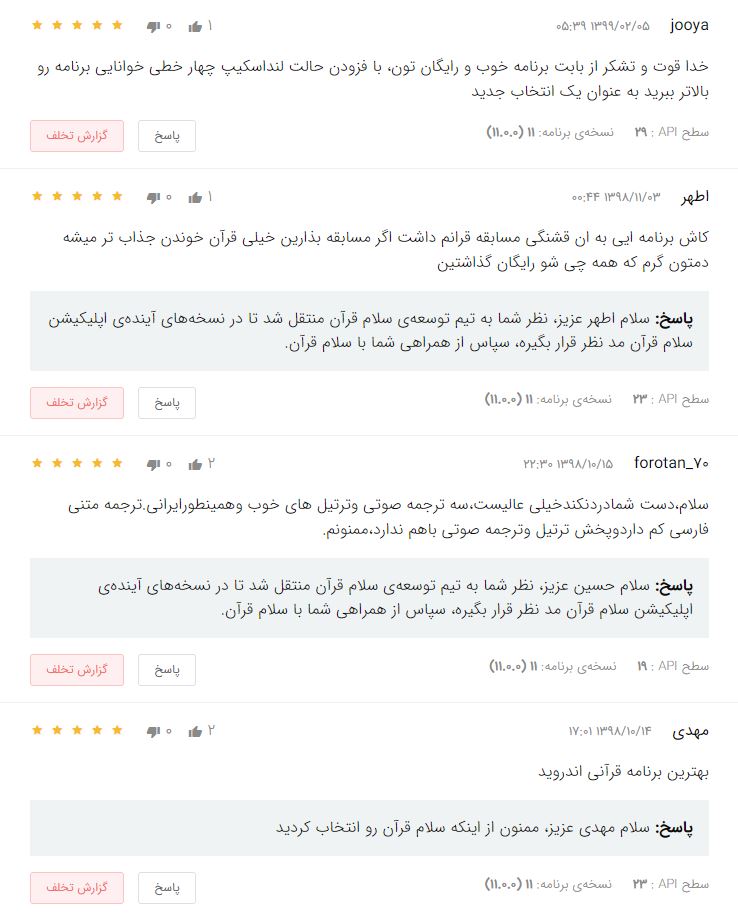 jooya ۱۳۹۹/۰۲/۰۵ ۰۵:۳۹ ۱ ۰
خدا قوت و تشکر از بابت برنامه خوب و رایگان تون، با فزودن حالت لنداسکیپ چهار خطی خوانایی برنامه رو
بالاتر ببرید به عنوان یک انتخاب جدید
سطح API : ۲۹ نسخه‌ی برنامه: ۱۱ (۱۱.۰.۰) پاسخ گزارش تخلف
اطهر ۱۳۹۸/۱۱/۰۳ ۰۰:۴۴ ۱ ۰
کاش برنامه ایی به ان قشنگی مسابقه قرانم داشت اگر مسابقه بذارین خیلی قرآن خوندن جذاب تر میشه
دمتون گرم که همه چی شو رایگان گذاشتین
پاسخ: سلام اطهر عزیز، نظر شما به تیم توسعه‌ی سلام قرآن منتقل شد تا در نسخه‌های آینده‌ی اپلیکیشن
سلام قرآن مد نظر قرار بگیره، سپاس از همراهی شما با سلام قرآن.
سطح API : ۲۳ نسخه‌ی برنامه: ۱۱ (۱۱.۰.۰) پاسخ گزارش تخلف
forotan_۷۰ ۱۳۹۸/۱۰/۱۵ ۲۲:۳۰ ۲ ۰
سلام،دست شمادردنکندخیلی عالیست،سه ترجمه صوتی وترتیل های خوب وهمینطورایرانی.ترجمه متنی
فارسی کم داردوپخش ترتیل وترجمه صوتی باهم ندارد،ممنونم.
پاسخ: سلام حسین عزیز، نظر شما به تیم توسعه‌ی سلام قرآن منتقل شد تا در نسخه‌های آینده‌ی
اپلیکیشن سلام قرآن مد نظر قرار بگیره، سپاس از همراهی شما با سلام قرآن.
سطح API : ۱۹ نسخه‌ی برنامه: ۱۱ (۱۱.۰.۰) پاسخ گزارش تخلف
مهدی ۱۳۹۸/۱۰/۱۴ ۱۷:۰۱ ۲ ۰
بهترین برنامه قرآنی اندروید
پاسخ: سلام مهدی عزیز، ممنون از اینکه سلام قرآن رو انتخاب کردید
سطح API : ۲۳ نسخه‌ی برنامه: ۱۱ (۱۱.۰.۰) پاسخ گزارش تخلف